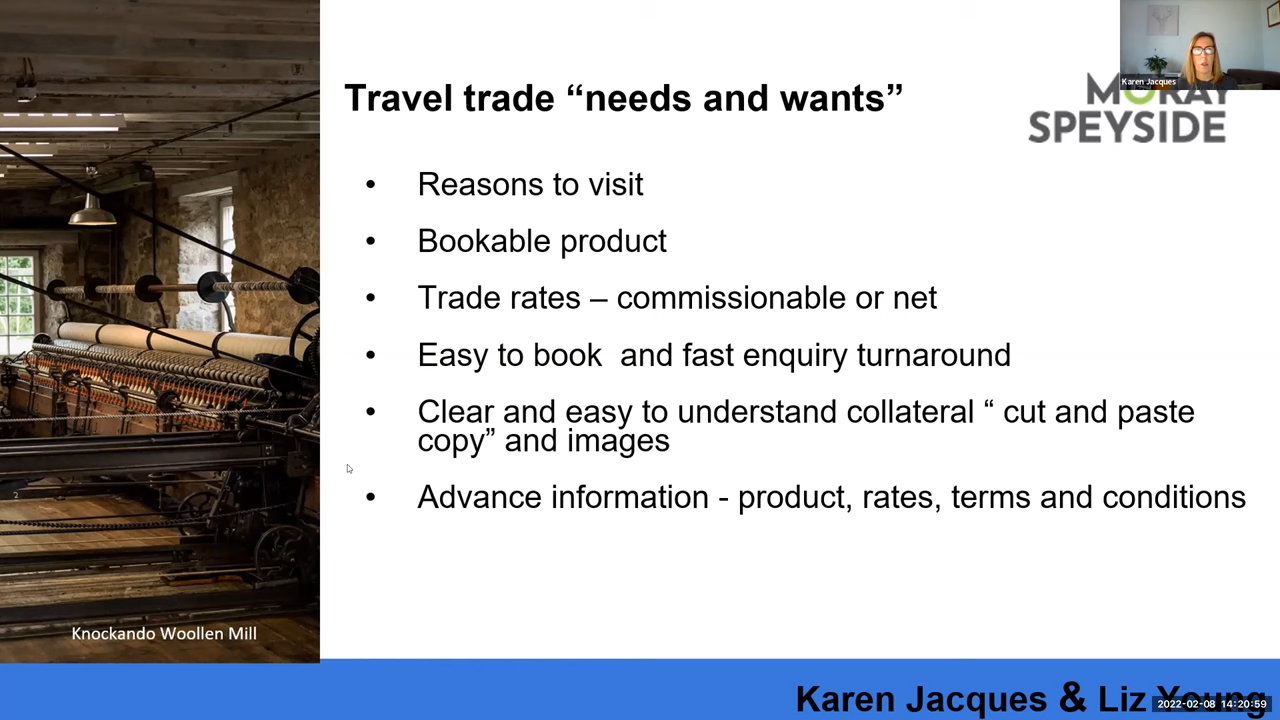 Karen Jacques
Travel trade “needs and wants”
MORAY
SPEYSIDE
• Reasons to visit
• Bookable product
• Trade rates – commissionable or net
• Easy to book  and fast enquiry turnaround
• Clear and easy to understand collateral “ cut and paste
copy” and images
• Advance information - product, rates, terms and conditions
Knockando Woollen Mill
Karen Jacques & Liz Young
2022-02-08 14:20:59